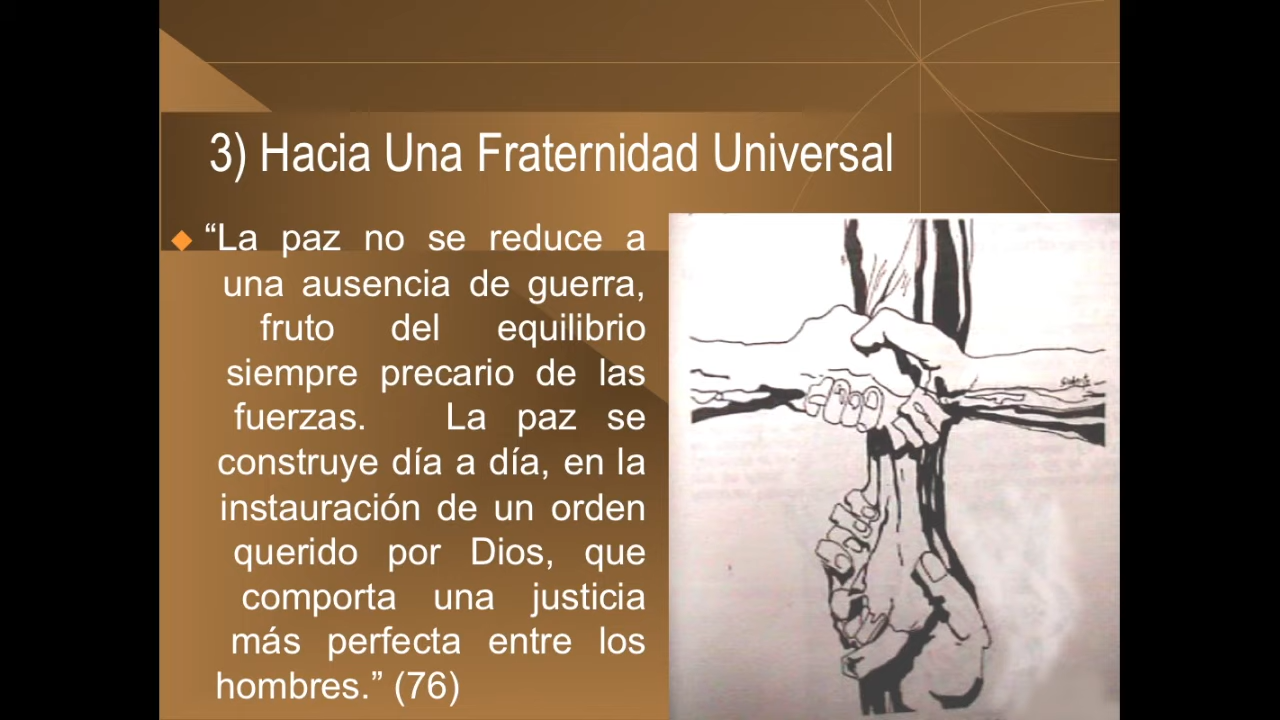 3) Hacia Una Fraternidad Universal
“La paz no se reduce a
una ausencia de guerra,
fruto del equilibrio
siempre precario de las
fuerzas. La paz se
construye día a día, en la
instauración de un orden
querido por Dios, que
comporta una justicia
más perfecta entre los
hombres.” (76)